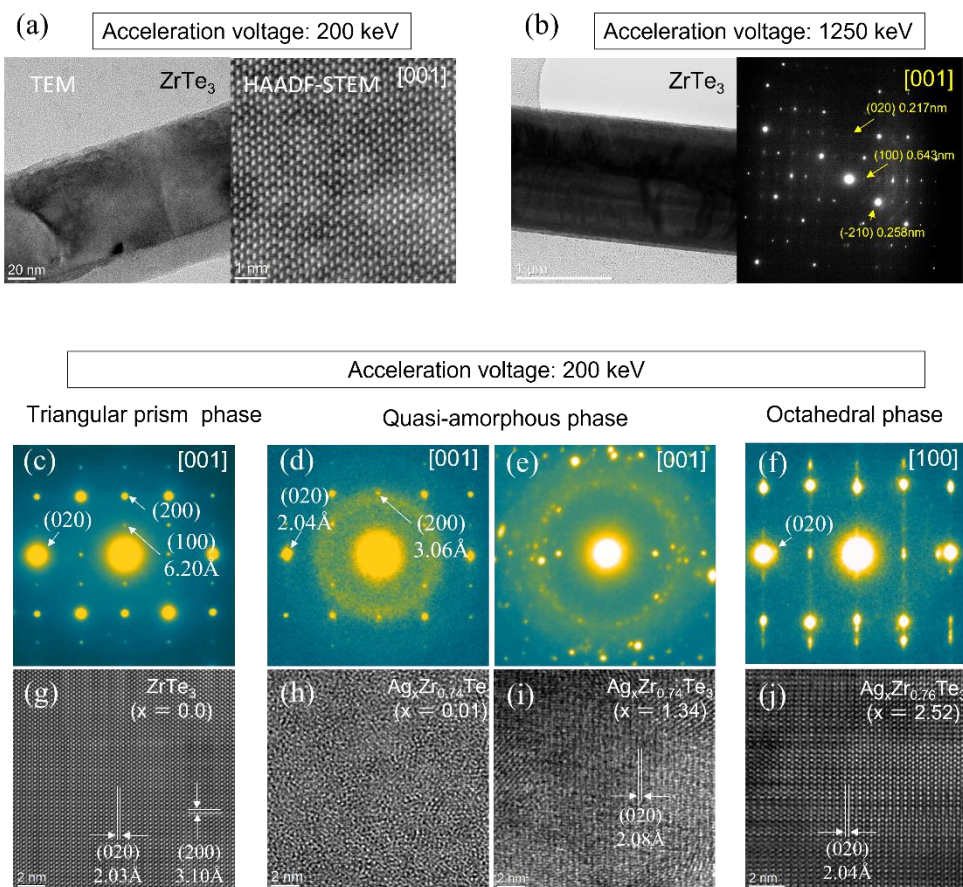 (a)
Acceleration voltage: 200 keV
TEM
ZrTe3
20 nm
HAADF-STEM
[001]
1 nm
(b)
Acceleration voltage: 1250 keV
ZrTe3
1 μm
[001]
(020) 0.217nm
(100) 0.643nm
(-210) 0.258nm
Acceleration voltage: 200 keV
Triangular prism phase
Quasi-amorphous phase
Octahedral phase
(c)
[001]
(020)
(200)
(100)
6.20Å
(d)
[001]
(020)
2.04Å
(200)
3.06Å
(e)
[001]
(f)
[100]
(020)
(g)
ZrTe3
(x = 0.0)
(020)
2.03Å
(200)
3.10Å
2 nm
(h)
AgxZr0.74Te3
(x = 0.01)
2 nm
(i)
AgxZr0.74Te3
(x = 1.34)
(020)
2.08Å
2 nm
(j)
AgxZr0.76Te3
(x = 2.52)
(020)
2.04Å
2 nm